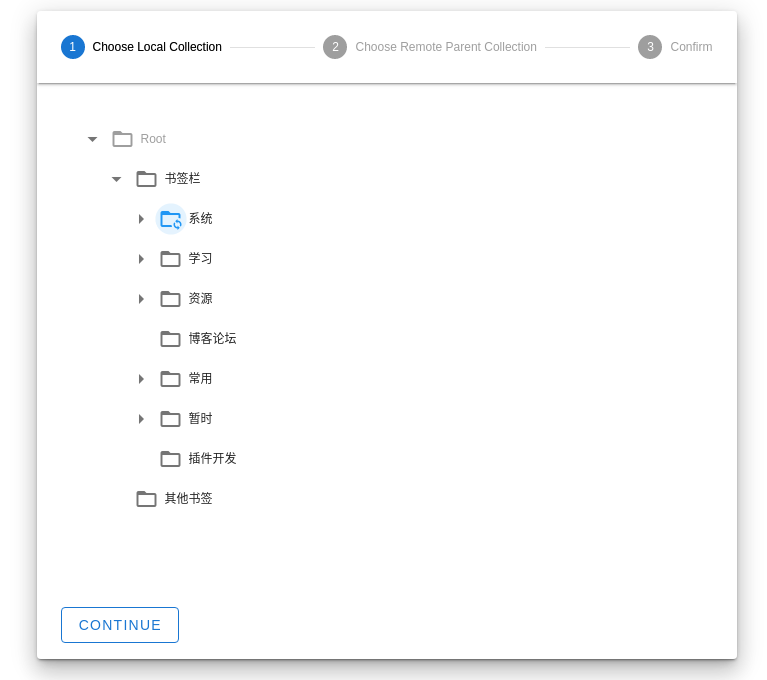 1 Choose Local Collection 2 Choose Remote Parent Collection 3 Confirm
Root
书签栏
系统
学习
资源
博客论坛
常用
暂时
插件开发
其他书签
CONTINUE